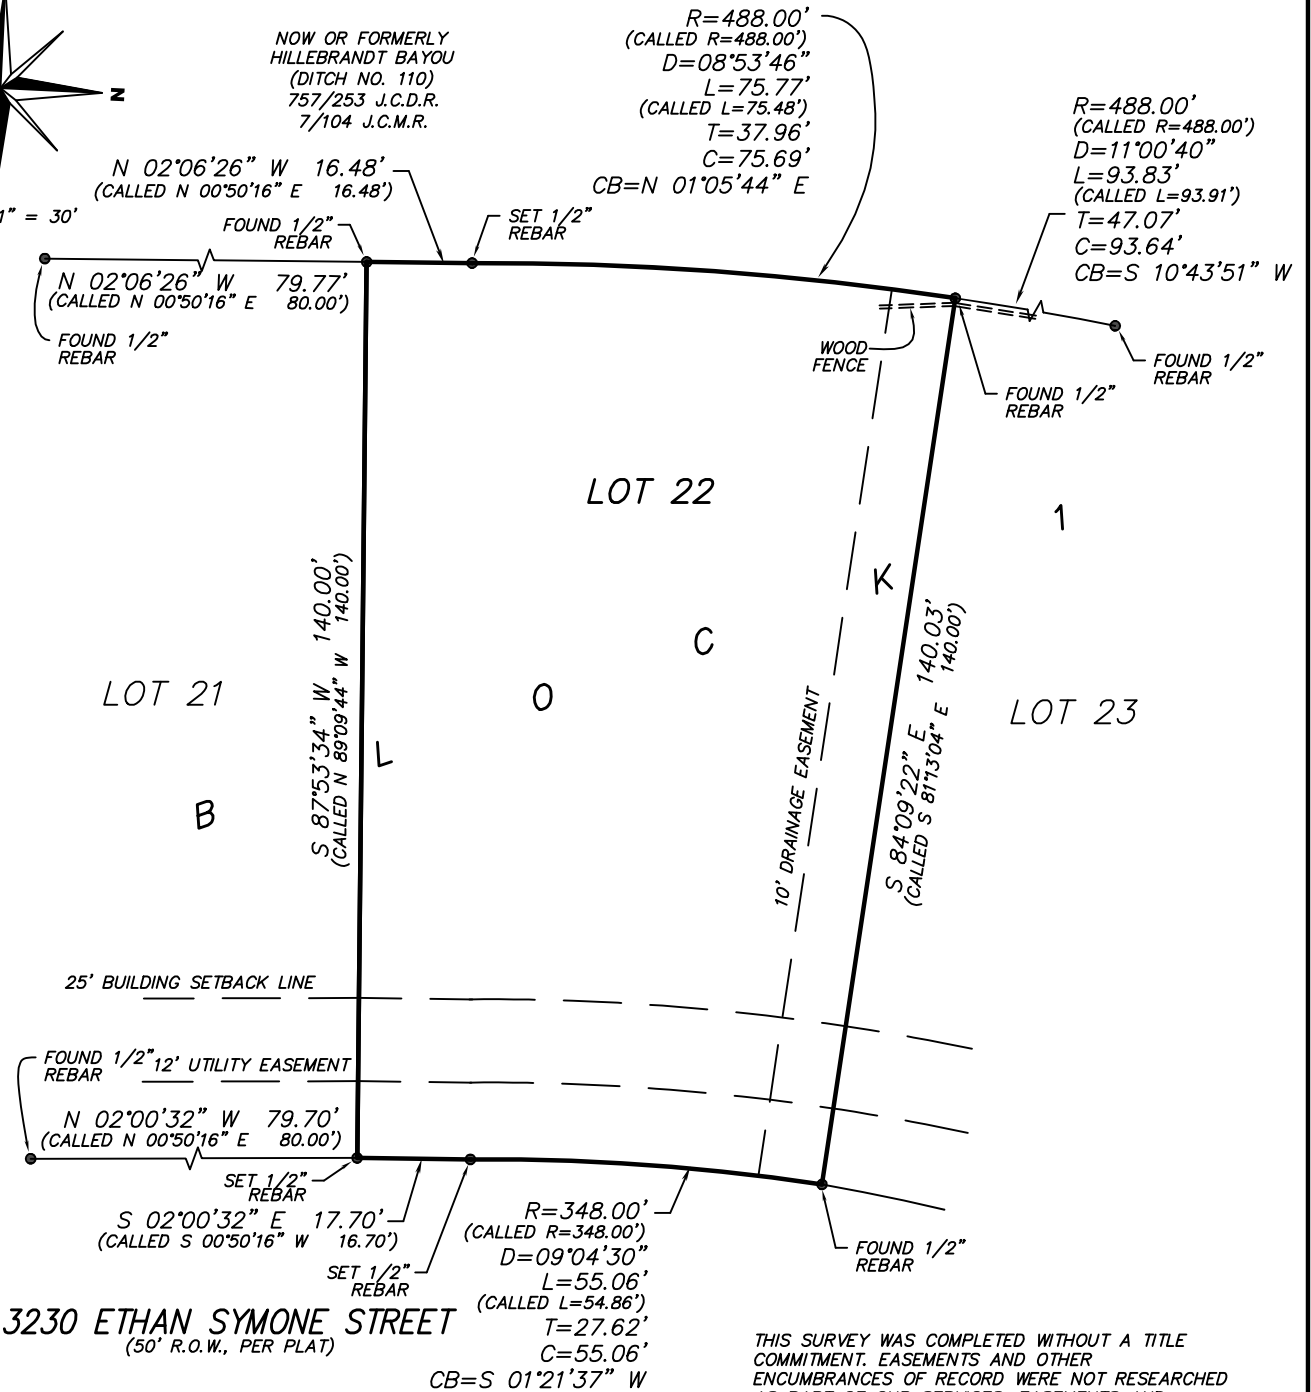 N
1" = 30'
NOW OR FORMERLY
HILLEBRANDT BAYOU
(DITCH NO. 110)
757/253 J.C.D.R.
7/104 J.C.M.R.
R=488.00'
(CALLED R=488.00')
D=08°53'46"
L=75.77'
(CALLED L=75.48')
T=37.96'
C=75.69'
CB=N 01°05'44" E
R=488.00'
(CALLED R=488.00')
D=11°00'40"
L=93.83'
(CALLED L=93.91')
T=47.07'
C=93.64'
CB=S 10°43'51" W
N 02°06'26" W 16.48'
(CALLED N 00°50'16" E 16.48')
FOUND 1/2"
REBAR
SET 1/2"
REBAR
N 02°06'26" W 79.77'
(CALLED N 00°50'16" E 80.00')
FOUND 1/2"
REBAR
WOOD
FENCE
FOUND 1/2"
REBAR
FOUND 1/2"
REBAR
LOT 22
1
K
C
O
L
B
LOT 21
LOT 23
S 87°53'34" W 140.00'
(CALLED N 89°09'44" W 140.00')
10' DRAINAGE EASEMENT
S 84°09'22" E 140.03'
(CALLED S 81°13'04" E 140.00')
25' BUILDING SETBACK LINE
FOUND 1/2"
REBAR
12' UTILITY EASEMENT
N 02°00'32" W 79.70'
(CALLED N 00°50'16" E 80.00')
SET 1/2"
REBAR
S 02°00'32" E 17.70'
(CALLED S 00°50'16" W 16.70')
SET 1/2"
REBAR
R=348.00'
(CALLED R=348.00')
D=09°04'30"
L=55.06'
(CALLED L=54.86')
T=27.62'
C=55.06'
CB=S 01°21'37" W
FOUND 1/2"
REBAR
3230 ETHAN SYMONE STREET
(50' R.O.W., PER PLAT)
THIS SURVEY WAS COMPLETED WITHOUT A TITLE
COMMITMENT. EASEMENTS AND OTHER
ENCUMBRANCES OF RECORD WERE NOT RESEARCHED